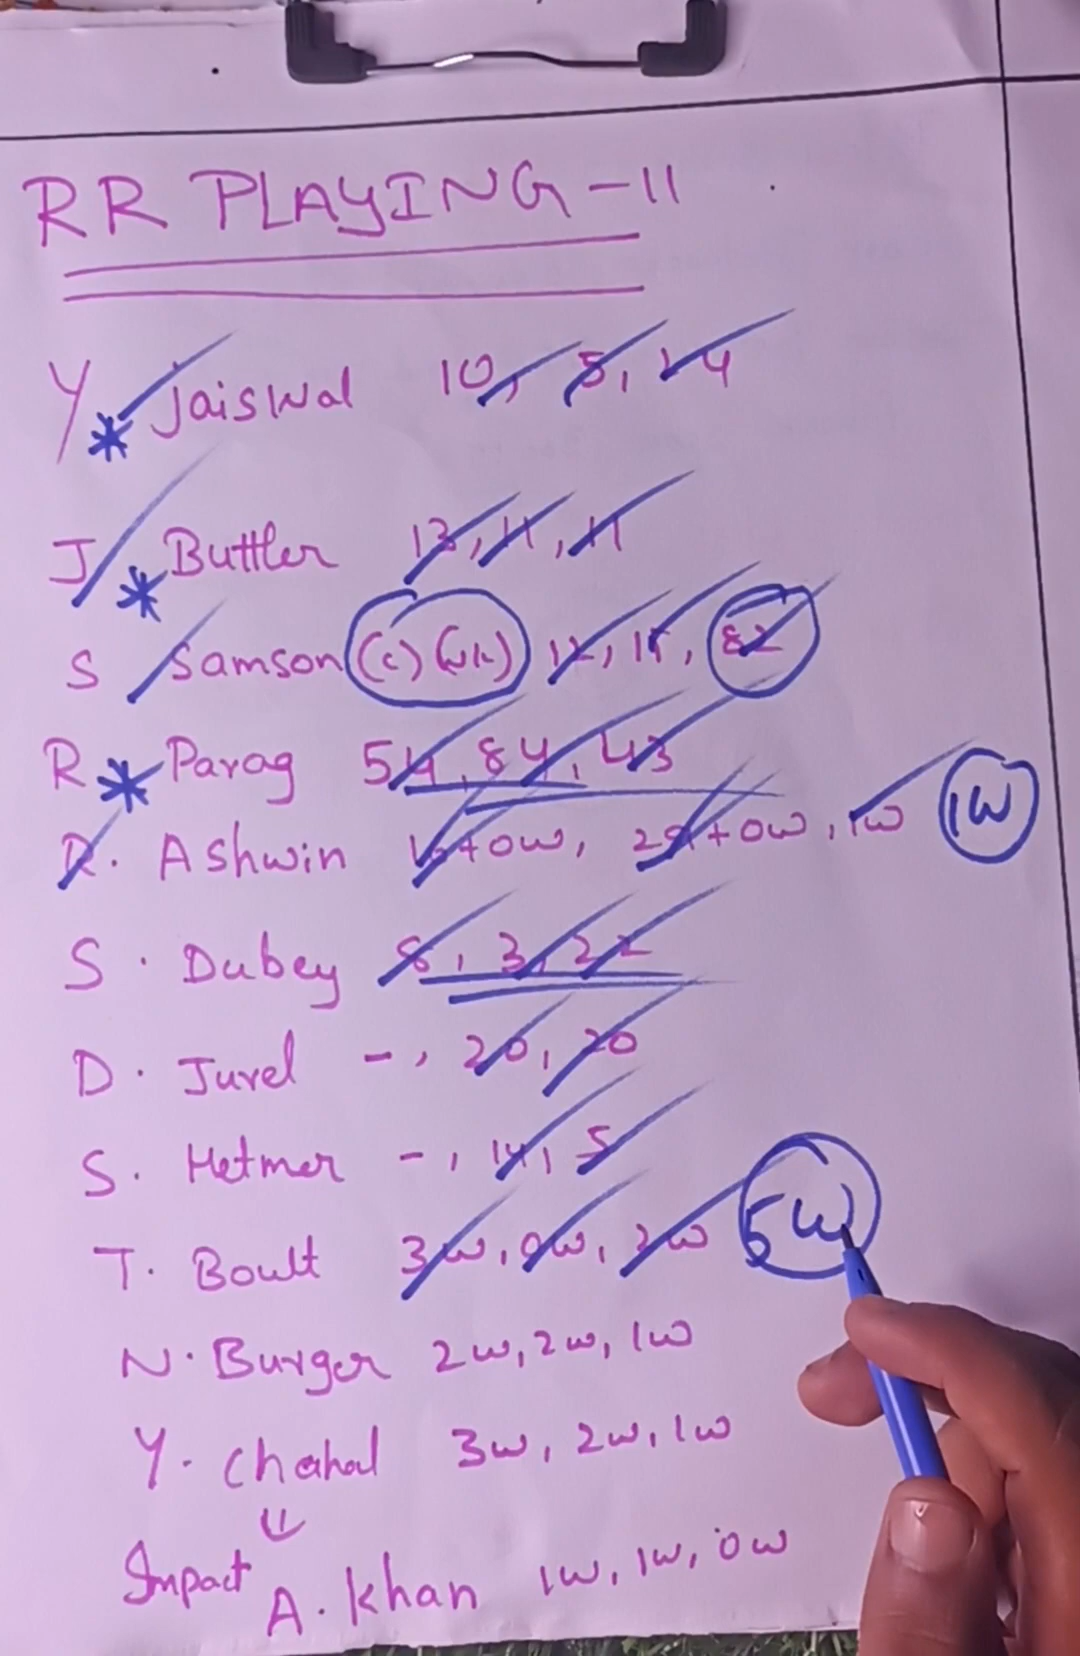 RR PLAYING-11
Y Jaiswal 10, 5, 24
J Buttler 13, 11, 11
S Samson (c) (wk) 12, 15, 82
R Parag 54, 84, 43
R. Ashwin +0w, 29+0w, 1w 1W
S. Dubey 8, 3, 22
D. Jurel -, 20, 20
S. Hetmer -, 14, 5
T. Boult 3w, 0w, 2w 5W
N. Burger 2w, 2w, 1w
Y. Chahal 3w, 2w, 1w
Impact A. Khan 1w, 1w, 0w